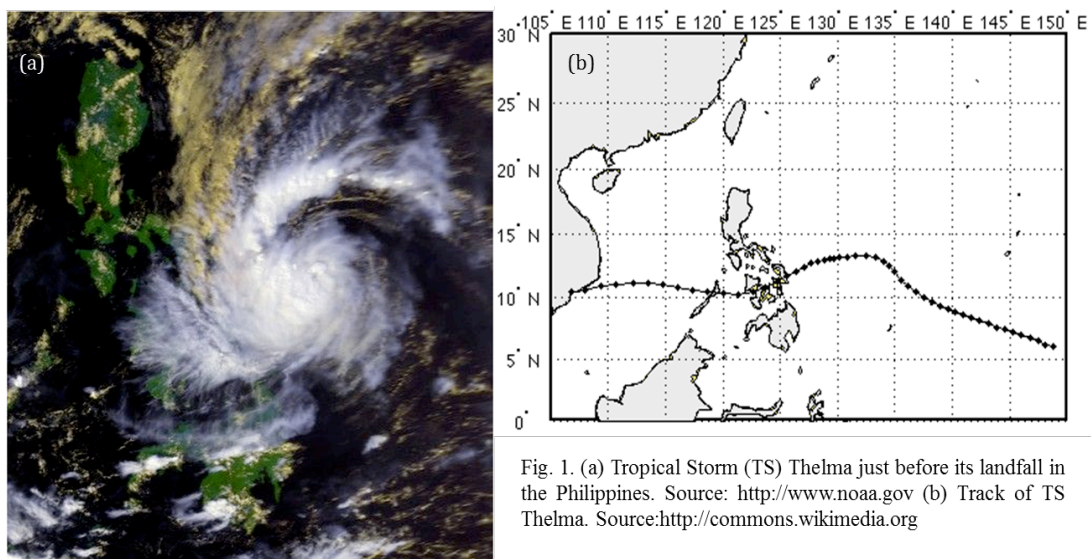 (a)
105 E 110 E 115 E 120 E 125 E 130 E 135 E 140 E 145 E 150 E
30° N
(b)
25° N
20° N
15° N
10° N
5° N
0°
Fig. 1. (a) Tropical Storm (TS) Thelma just before its landfall in
the Philippines. Source: http://www.noaa.gov (b) Track of TS
Thelma. Source:http://commons.wikimedia.org